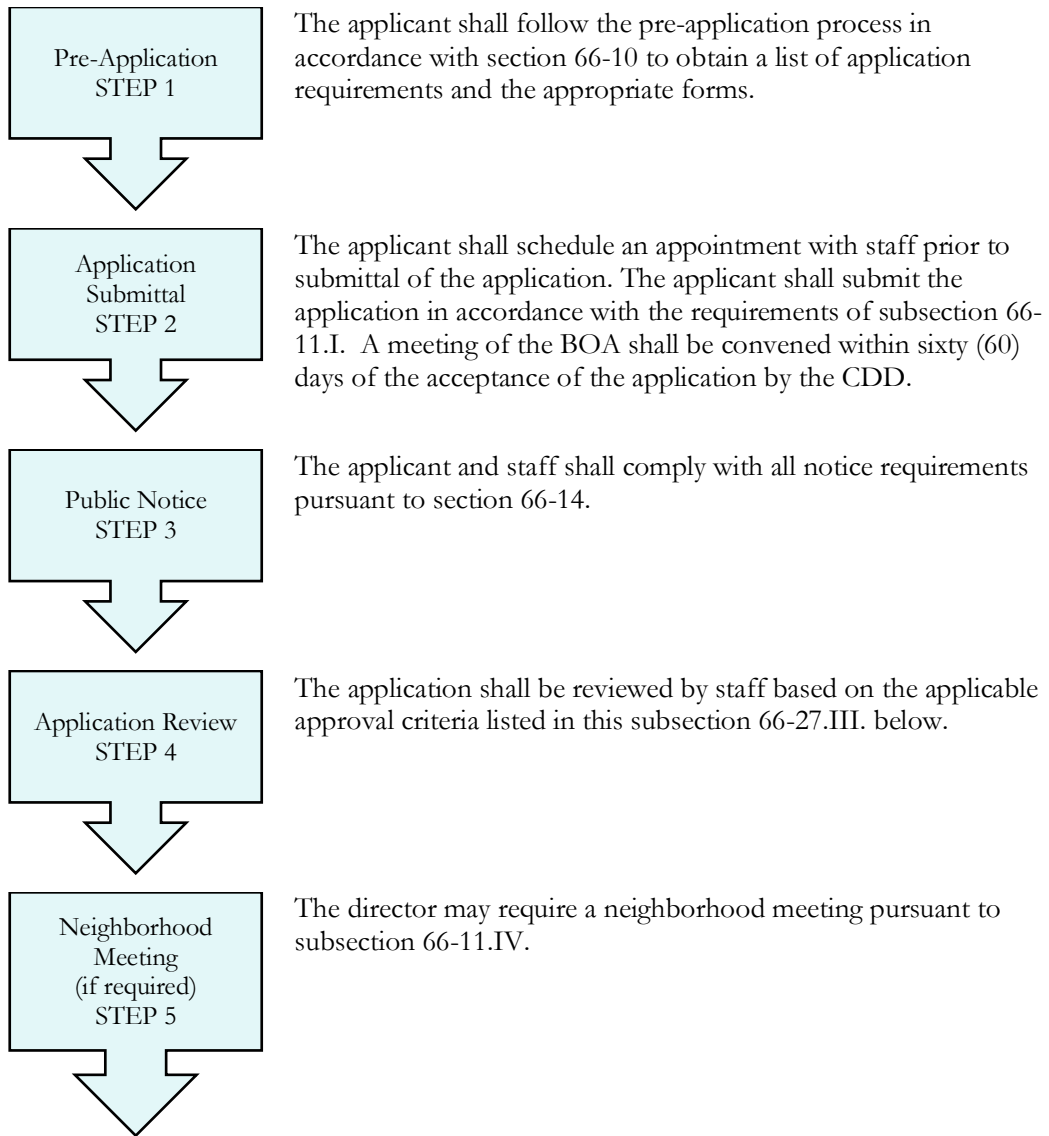 Pre-Application
STEP 1
The applicant shall follow the pre-application process in
accordance with section 66-10 to obtain a list of application
requirements and the appropriate forms.
Application
Submittal
STEP 2
The applicant shall schedule an appointment with staff prior to
submittal of the application. The applicant shall submit the
application in accordance with the requirements of subsection 66-
11.I.  A meeting of the BOA shall be convened within sixty (60)
days of the acceptance of the application by the CDD.
Public Notice
STEP 3
The applicant and staff shall comply with all notice requirements
pursuant to section 66-14.
Application Review
STEP 4
The application shall be reviewed by staff based on the applicable
approval criteria listed in this subsection 66-27.III. below.
Neighborhood
Meeting
(if required)
STEP 5
The director may require a neighborhood meeting pursuant to
subsection 66-11.IV.